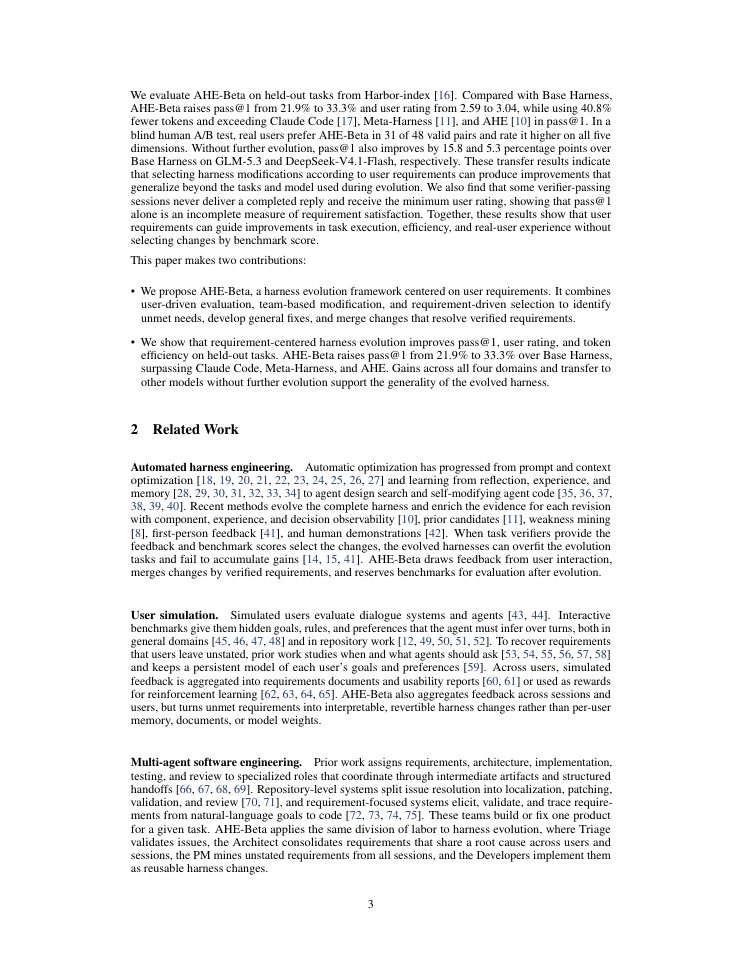 We evaluate AHE-Beta on held-out tasks from Harbor-index [16]. Compared with Base Harness,
AHE-Beta raises pass@1 from 21.9% to 33.3% and user rating from 2.59 to 3.04, while using 40.8%
fewer tokens and exceeding Claude Code [17], Meta-Harness [11], and AHE [10] in pass@1. In a
blind human A/B test, real users prefer AHE-Beta in 31 of 48 valid pairs and rate it higher on all five
dimensions. Without further evolution, pass@1 also improves by 15.8 and 5.3 percentage points over
Base Harness on GLM-5.3 and DeepSeek-V4.1-Flash, respectively. These transfer results indicate
that selecting harness modifications according to user requirements can produce improvements that
generalize beyond the tasks and model used during evolution. We also find that some verifier-passing
sessions never deliver a completed reply and receive the minimum user rating, showing that pass@1
alone is an incomplete measure of requirement satisfaction. Together, these results show that user
requirements can guide improvements in task execution, efficiency, and real-user experience without
selecting changes by benchmark score.
This paper makes two contributions:
• We propose AHE-Beta, a harness evolution framework centered on user requirements. It combines
user-driven evaluation, team-based modification, and requirement-driven selection to identify
unmet needs, develop general fixes, and merge changes that resolve verified requirements.
• We show that requirement-centered harness evolution improves pass@1, user rating, and token
efficiency on held-out tasks. AHE-Beta raises pass@1 from 21.9% to 33.3% over Base Harness,
surpassing Claude Code, Meta-Harness, and AHE. Gains across all four domains and transfer to
other models without further evolution support the generality of the evolved harness.
2 Related Work
Automated harness engineering. Automatic optimization has progressed from prompt and context
optimization [18, 19, 20, 21, 22, 23, 24, 25, 26, 27] and learning from reflection, experience, and
memory [28, 29, 30, 31, 32, 33, 34] to agent design search and self-modifying agent code [35, 36, 37,
38, 39, 40]. Recent methods evolve the complete harness and enrich the evidence for each revision
with component, experience, and decision observability [10], prior candidates [11], weakness mining
[8], first-person feedback [41], and human demonstrations [42]. When task verifiers provide the
feedback and benchmark scores select the changes, the evolved harnesses can overfit the evolution
tasks and fail to accumulate gains [14, 15, 41]. AHE-Beta draws feedback from user interaction,
merges changes by verified requirements, and reserves benchmarks for evaluation after evolution.
User simulation. Simulated users evaluate dialogue systems and agents [43, 44]. Interactive
benchmarks give them hidden goals, rules, and preferences that the agent must infer over turns, both in
general domains [45, 46, 47, 48] and in repository work [12, 49, 50, 51, 52]. To recover requirements
that users leave unstated, prior work studies when and what agents should ask [53, 54, 55, 56, 57, 58]
and keeps a persistent model of each user's goals and preferences [59]. Across users, simulated
feedback is aggregated into requirements documents and usability reports [60, 61] or used as rewards
for reinforcement learning [62, 63, 64, 65]. AHE-Beta also aggregates feedback across sessions and
users, but turns unmet requirements into interpretable, revertible harness changes rather than per-user
memory, documents, or model weights.
Multi-agent software engineering. Prior work assigns requirements, architecture, implementation,
testing, and review to specialized roles that coordinate through intermediate artifacts and structured
handoffs [66, 67, 68, 69]. Repository-level systems split issue resolution into localization, patching,
validation, and review [70, 71], and requirement-focused systems elicit, validate, and trace require-
ments from natural-language goals to code [72, 73, 74, 75]. These teams build or fix one product
for a given task. AHE-Beta applies the same division of labor to harness evolution, where Triage
validates issues, the Architect consolidates requirements that share a root cause across users and
sessions, the PM mines unstated requirements from all sessions, and the Developers implement them
as reusable harness changes.
3